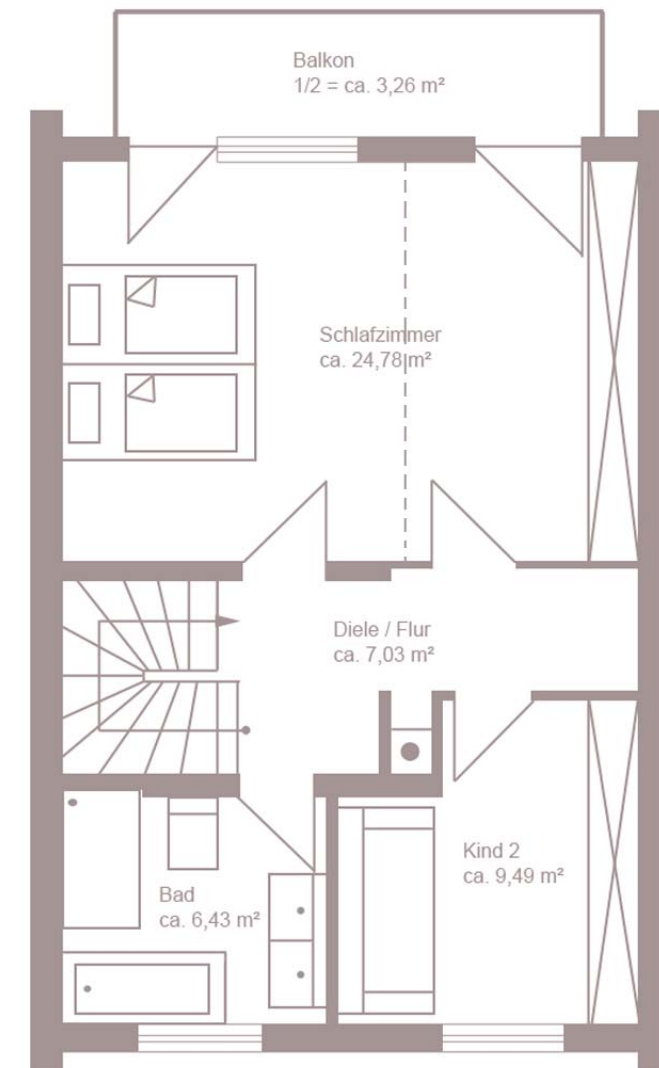 Balkon
1/2 = ca. 3,26 m²
Schlafzimmer
ca. 24,78 m²
Diele / Flur
ca. 7,03 m²
Kind 2
ca. 9,49 m²
Bad
ca. 6,43 m²